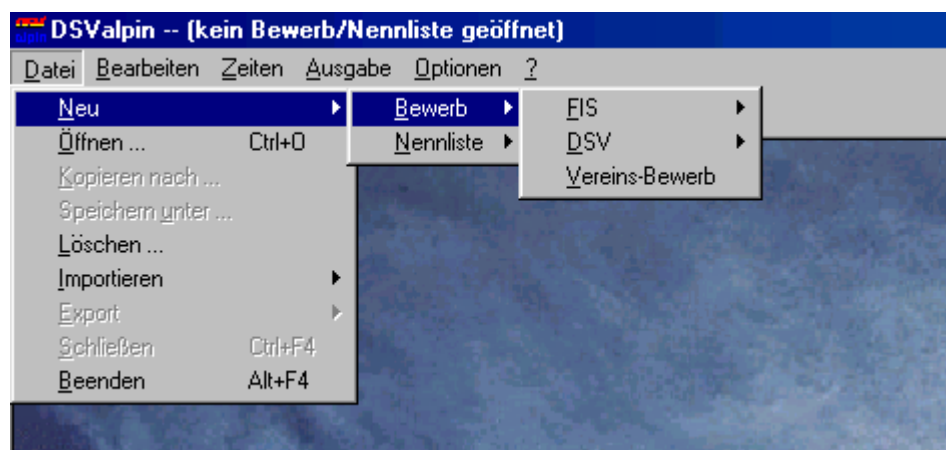 alpin DSValpin -- (kein Bewerb/Nennliste geöffnet)
Datei Bearbeiten Zeiten Ausgabe Optionen ?
Neu
Öffnen ... Ctrl+O
Kopieren nach ...
Speichern unter ...
Löschen ...
Importieren
Export
Schließen Ctrl+F4
Beenden Alt+F4
Bewerb
Nennliste
FIS
DSV
Vereins-Bewerb